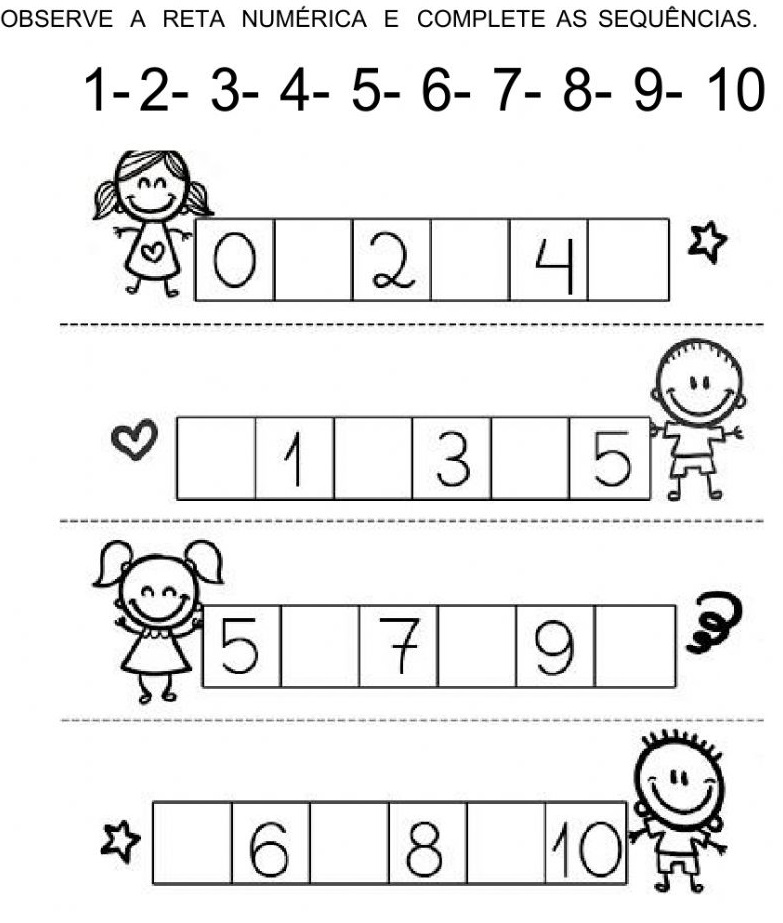 OBSERVE A RETA NUMÉRICA E COMPLETE AS SEQUÊNCIAS.
1- 2- 3- 4- 5- 6- 7- 8- 9- 10
0 2 4
1 3 5
5 7 9
6 8 10